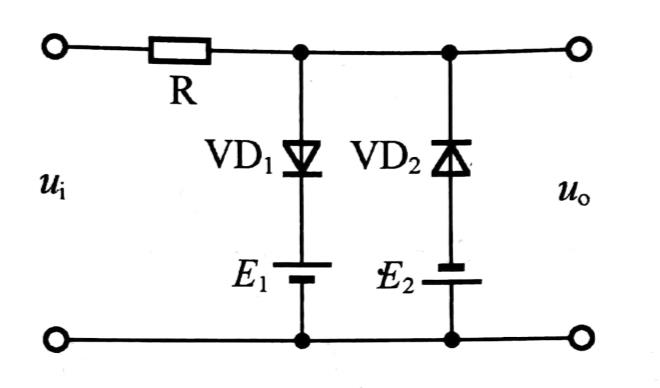 R
VD₁ VD₂
uᵢ uₒ
E₁ E₂